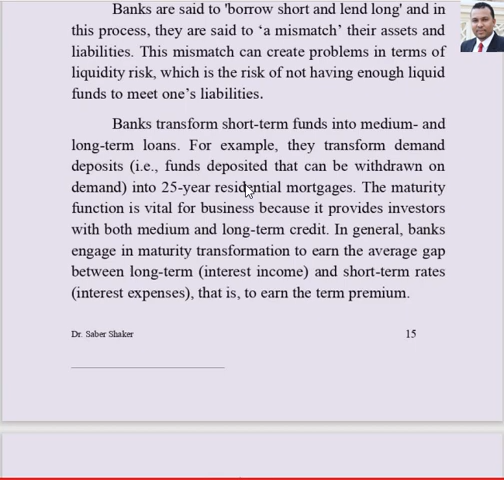 Banks are said to 'borrow short and lend long' and in
this process, they are said to ‘a mismatch’ their assets and
liabilities. This mismatch can create problems in terms of
liquidity risk, which is the risk of not having enough liquid
funds to meet one’s liabilities.
Banks transform short-term funds into medium- and
long-term loans. For example, they transform demand
deposits (i.e., funds deposited that can be withdrawn on
demand) into 25-year residential mortgages. The maturity
function is vital for business because it provides investors
with both medium and long-term credit. In general, banks
engage in maturity transformation to earn the average gap
between long-term (interest income) and short-term rates
(interest expenses), that is, to earn the term premium.
Dr. Saber Shaker 15